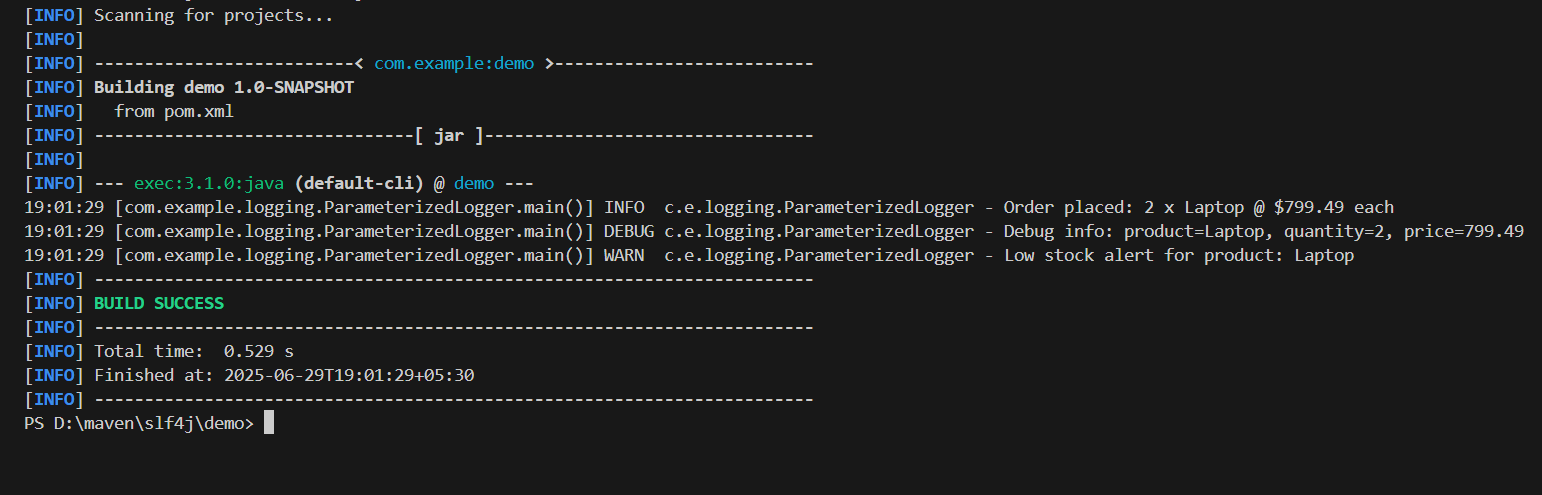 [INFO] Scanning for projects...
[INFO]
[INFO] --------------------------< com.example:demo >--------------------------
[INFO] Building demo 1.0-SNAPSHOT
[INFO]   from pom.xml
[INFO] --------------------------------[ jar ]---------------------------------
[INFO]
[INFO] --- exec:3.1.0:java (default-cli) @ demo ---
19:01:29 [com.example.logging.ParameterizedLogger.main()] INFO  c.e.logging.ParameterizedLogger - Order placed: 2 x Laptop @ $799.49 each
19:01:29 [com.example.logging.ParameterizedLogger.main()] DEBUG c.e.logging.ParameterizedLogger - Debug info: product=Laptop, quantity=2, price=799.49
19:01:29 [com.example.logging.ParameterizedLogger.main()] WARN  c.e.logging.ParameterizedLogger - Low stock alert for product: Laptop
[INFO] ------------------------------------------------------------------------
[INFO] BUILD SUCCESS
[INFO] ------------------------------------------------------------------------
[INFO] Total time:  0.529 s
[INFO] Finished at: 2025-06-29T19:01:29+05:30
[INFO] ------------------------------------------------------------------------
PS D:\maven\slf4j\demo>